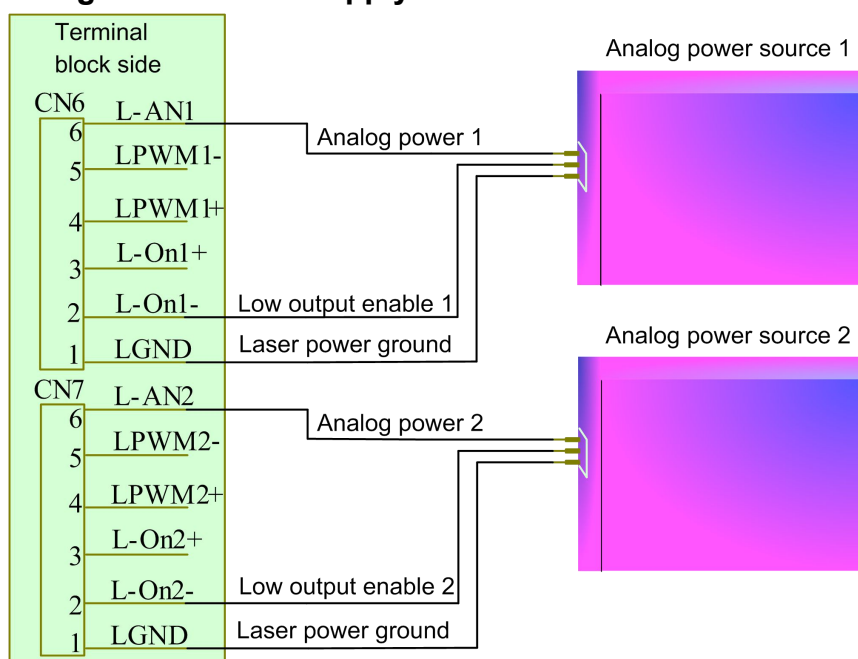 Terminal
block side
Analog power source 1
CN6
6 L-AN1
Analog power 1
5 LPWM1-
4 LPWM1+
3 L-On1+
2 L-On1-
Low output enable 1
1 LGND
Laser power ground
Analog power source 2
CN7
6 L-AN2
Analog power 2
5 LPWM2-
4 LPWM2+
3 L-On2+
2 L-On2-
Low output enable 2
1 LGND
Laser power ground